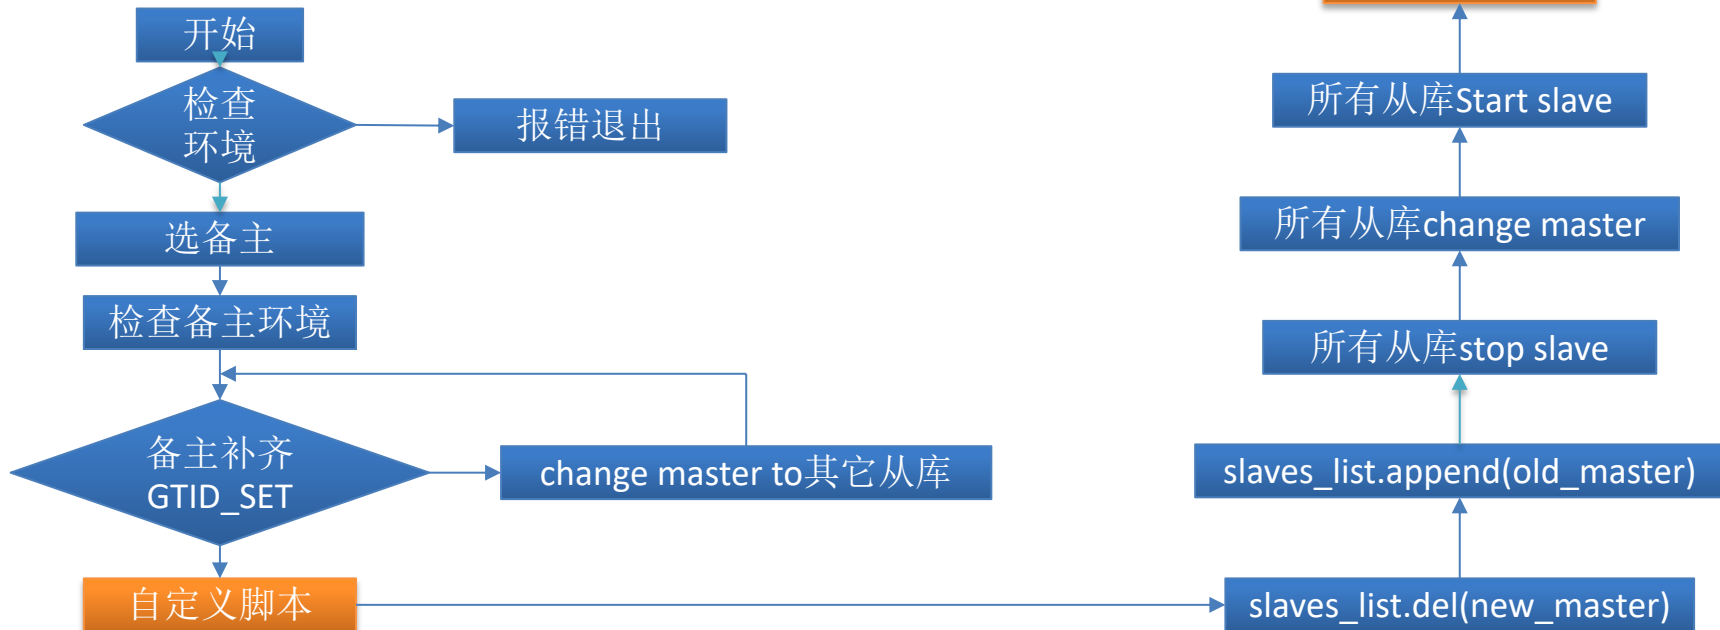 开始
检查
环境
报错退出
选备主
检查备主环境
备主补齐
GTID_SET
change master to其它从库
自定义脚本
slaves_list.del(new_master)
slaves_list.append(old_master)
所有从库stop slave
所有从库change master
所有从库Start slave